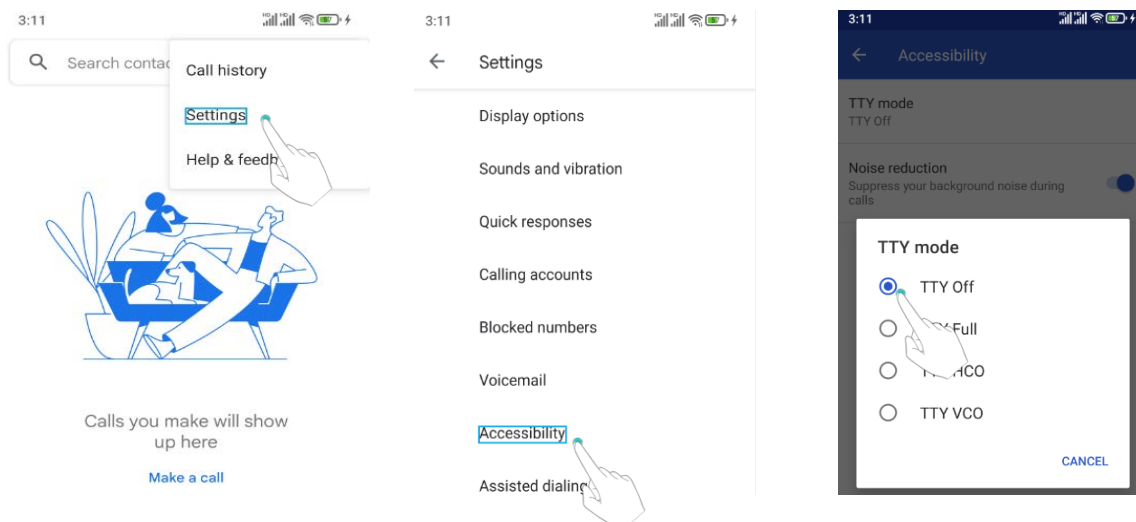 3:11
Search contac
Call history
Settings
Help & feedb
Calls you make will show
up here
Make a call
3:11
Settings
Display options
Sounds and vibration
Quick responses
Calling accounts
Blocked numbers
Voicemail
Accessibility
Assisted dialing
3:11
Accessibility
TTY mode
TTY Off
Noise reduction
Suppress your background noise during
calls
TTY mode
TTY Off
Full
HCO
TTY VCO
CANCEL